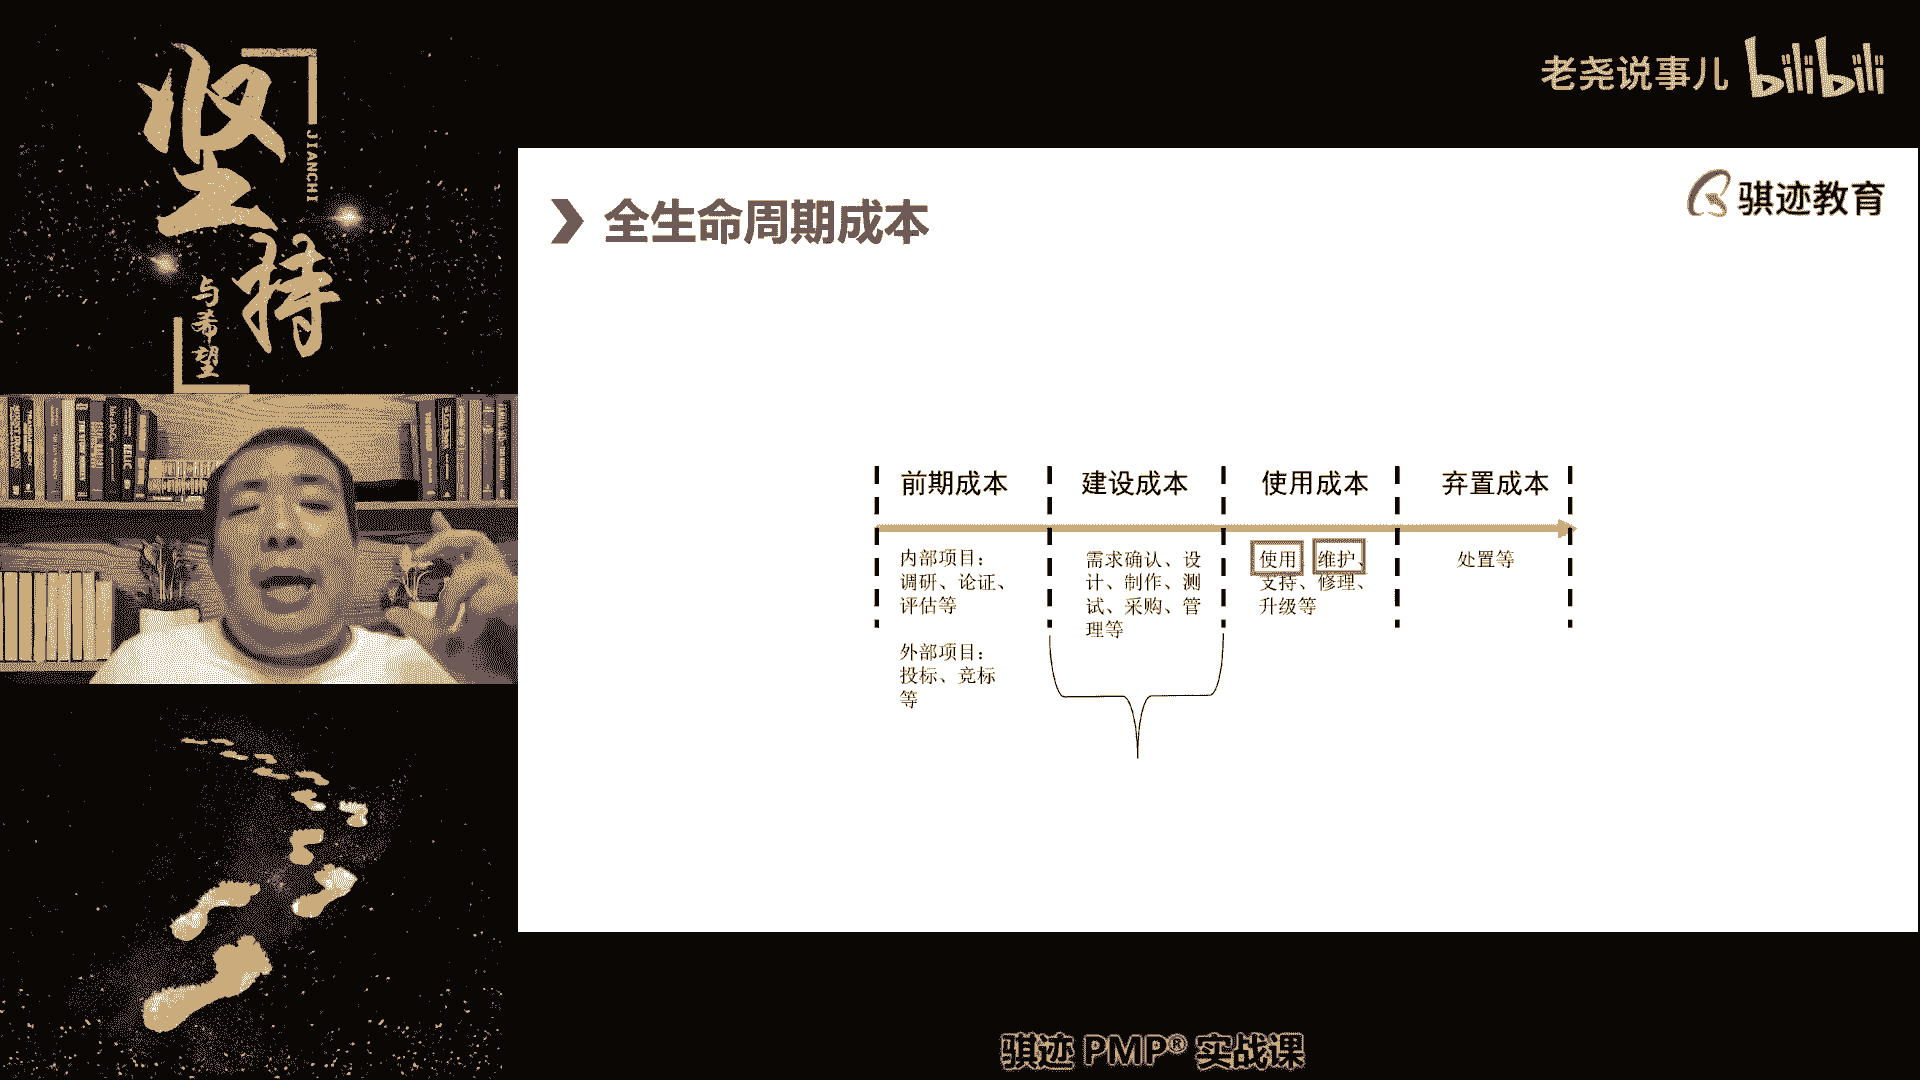 坚持
JIANCHI
与希望
老尧说事儿 bilibili
骐迹教育
全生命周期成本
前期成本
建设成本
使用成本
弃置成本
内部项目：
调研、论证、
评估等
外部项目：
投标、竞标
等
需求确认、设
计、制作、测
试、采购、管
理等
使用、维护、
支持、修理、
升级等
处置等
骐迹 PMP® 实战课